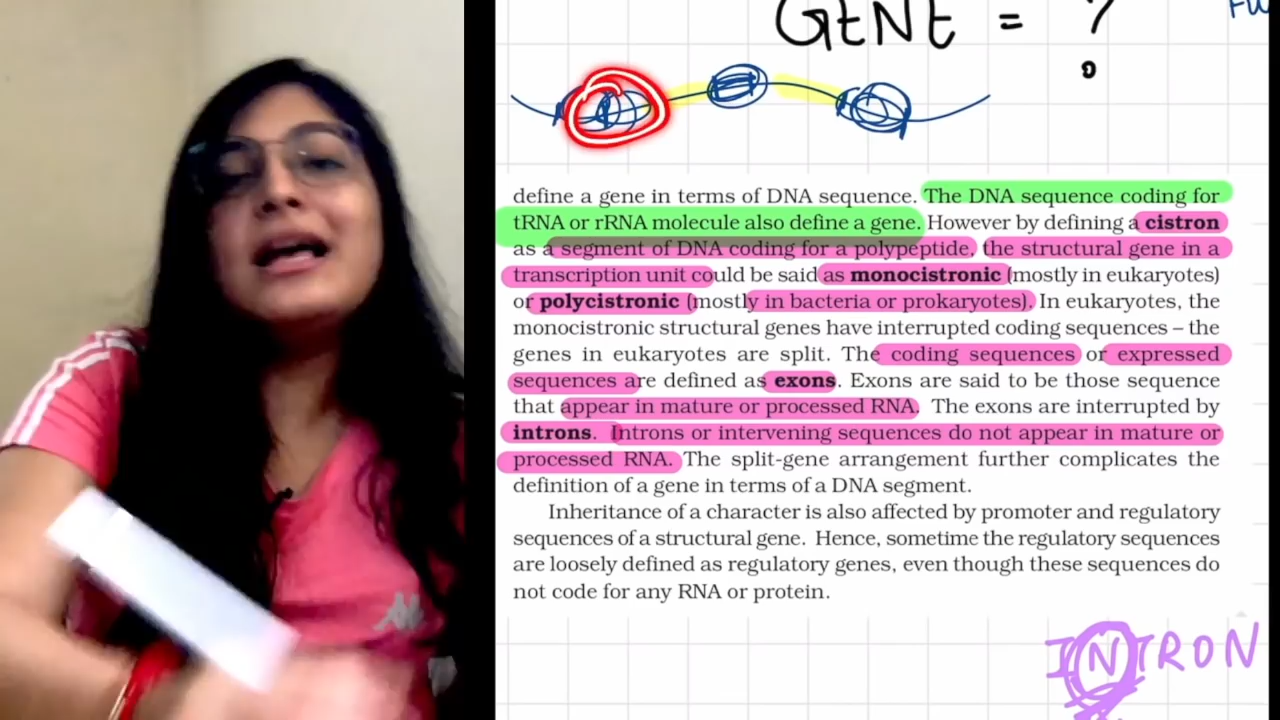 GENE = ?
define a gene in terms of DNA sequence. The DNA sequence coding for
tRNA or rRNA molecule also define a gene. However by defining a cistron
as a segment of DNA coding for a polypeptide, the structural gene in a
transcription unit could be said as monocistronic (mostly in eukaryotes)
or polycistronic (mostly in bacteria or prokaryotes). In eukaryotes, the
monocistronic structural genes have interrupted coding sequences – the
genes in eukaryotes are split. The coding sequences or expressed
sequences are defined as exons. Exons are said to be those sequence
that appear in mature or processed RNA. The exons are interrupted by
introns. Introns or intervening sequences do not appear in mature or
processed RNA. The split-gene arrangement further complicates the
definition of a gene in terms of a DNA segment.
Inheritance of a character is also affected by promoter and regulatory
sequences of a structural gene. Hence, sometime the regulatory sequences
are loosely defined as regulatory genes, even though these sequences do
not code for any RNA or protein.
INTRON